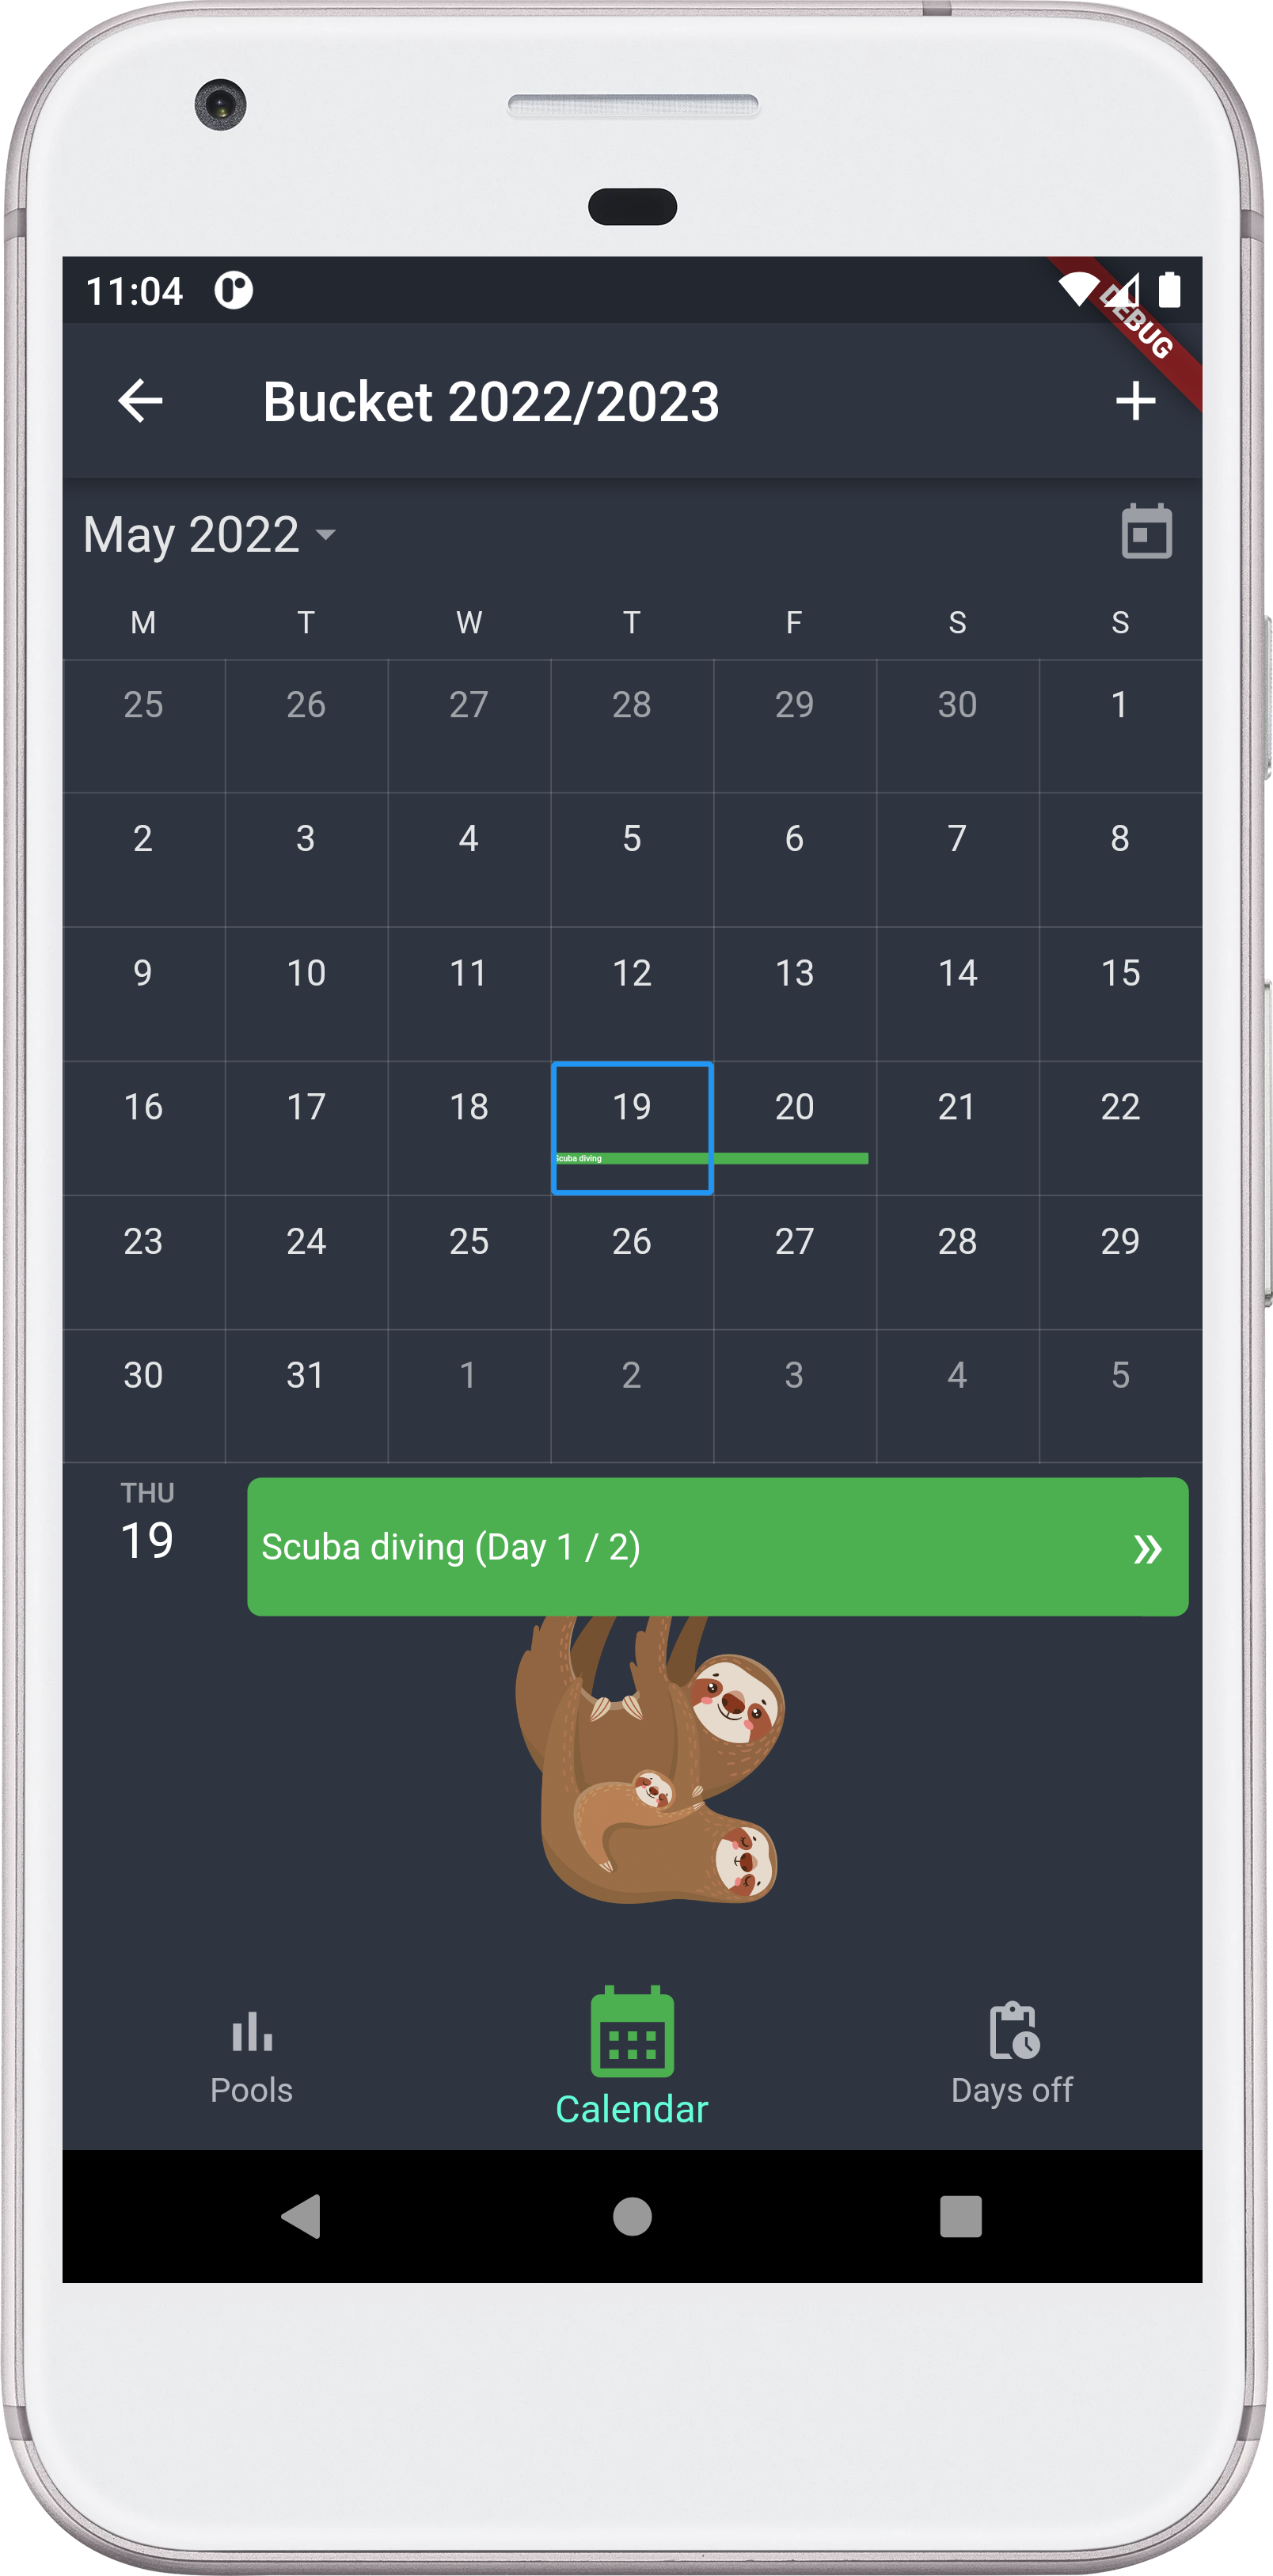 11:04
DEBUG
Bucket 2022/2023
May 2022
M T W T F S S
25 26 27 28 29 30 1
2 3 4 5 6 7 8
9 10 11 12 13 14 15
16 17 18 19 20 21 22
Scuba diving
23 24 25 26 27 28 29
30 31 1 2 3 4 5
THU
19
Scuba diving (Day 1 / 2)
Pools
Calendar
Days off